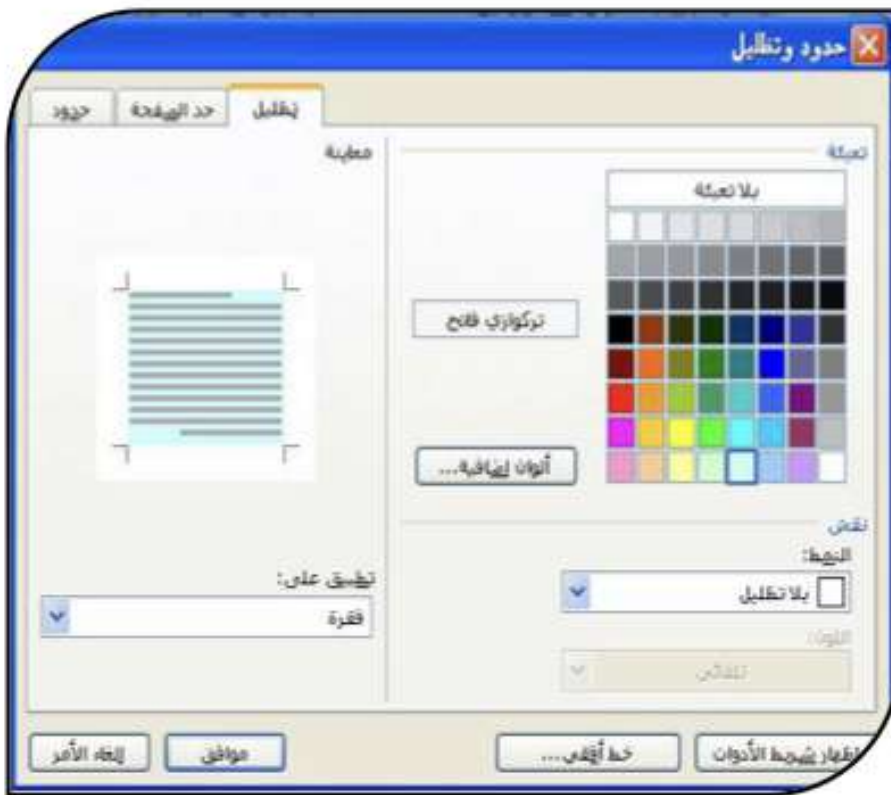 حدود وتظليل
تظليل
حد الصفحة
حدود
تعبئة
بلا تعبئة
تركوازي فاتح
ألوان إضافية...
نقش
النمط:
بلا تظليل
اللون:
تلقائي
معاينة
تطبيق على:
فقرة
إظهار شريط الأدوات
خط أفقي...
موافق
إلغاء الأمر